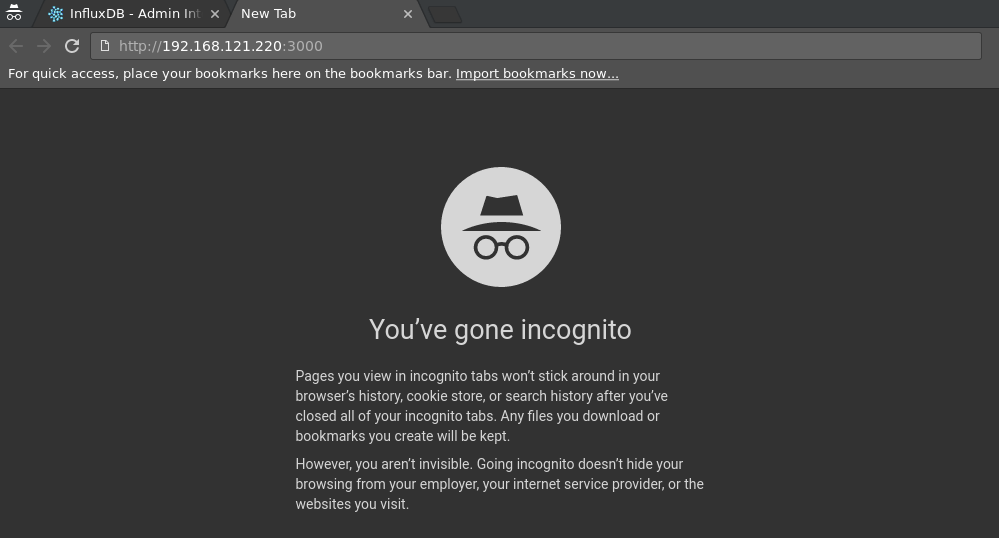 InfluxDB - Admin Int
New Tab
http://192.168.121.220:3000
For quick access, place your bookmarks here on the bookmarks bar. Import bookmarks now...
You’ve gone incognito
Pages you view in incognito tabs won’t stick around in your
browser’s history, cookie store, or search history after you’ve
closed all of your incognito tabs. Any files you download or
bookmarks you create will be kept.
However, you aren’t invisible. Going incognito doesn’t hide your
browsing from your employer, your internet service provider, or the
websites you visit.